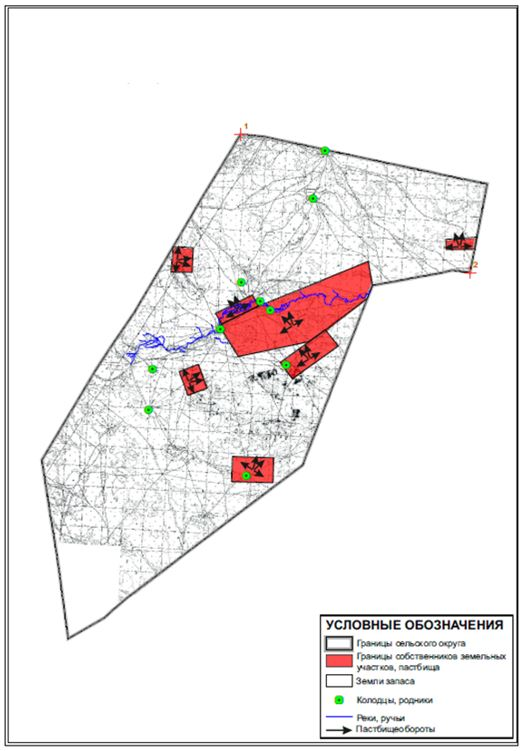 1
2
УСЛОВНЫЕ ОБОЗНАЧЕНИЯ
Границы сельского округа
Границы собственников земельных
участков, пастбища
Земли запаса
Колодцы, родники
Реки, ручьи
Пастбищеобороты